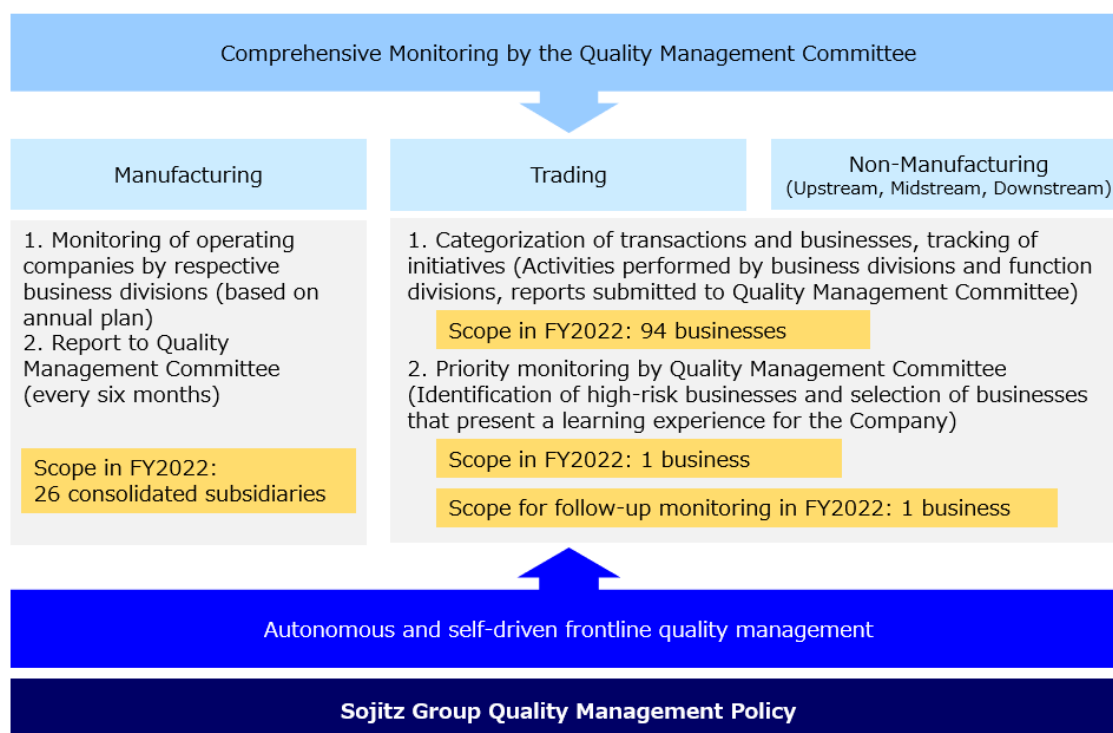 Comprehensive Monitoring by the Quality Management Committee
Manufacturing
Trading
Non-Manufacturing
(Upstream, Midstream, Downstream)
1. Monitoring of operating
companies by respective
business divisions (based on
annual plan)
2. Report to Quality
Management Committee
(every six months)
Scope in FY2022:
26 consolidated subsidiaries
1. Categorization of transactions and businesses, tracking of
initiatives (Activities performed by business divisions and function
divisions, reports submitted to Quality Management Committee)
Scope in FY2022: 94 businesses
2. Priority monitoring by Quality Management Committee
(Identification of high-risk businesses and selection of businesses
that present a learning experience for the Company)
Scope in FY2022: 1 business
Scope for follow-up monitoring in FY2022: 1 business
Autonomous and self-driven frontline quality management
Sojitz Group Quality Management Policy